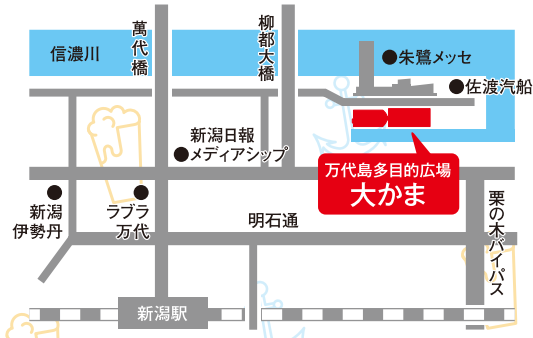 信濃川
萬代橋
柳都大橋
朱鷺メッセ
佐渡汽船
新潟日報
メディアシップ
万代島多目的広場
大かま
新潟
伊勢丹
ラブラ
万代
明石通
栗の木バイパス
新潟駅